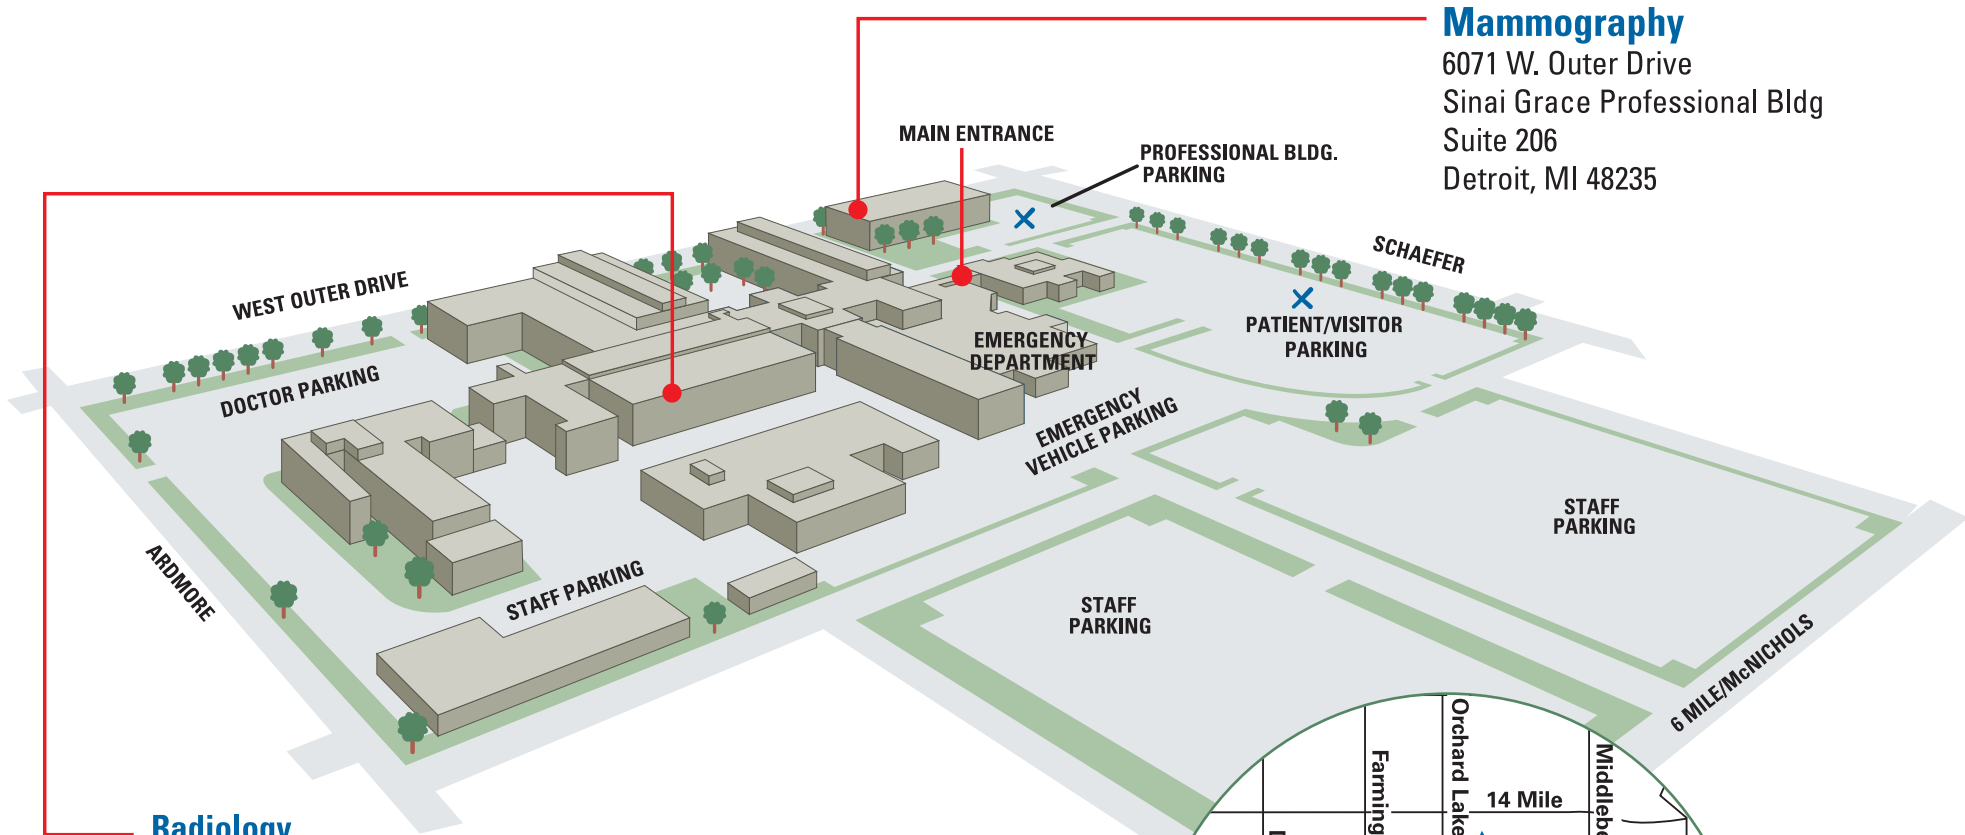 Mammography
6071 W. Outer Drive
Sinai Grace Professional Bldg
Suite 206
Detroit, MI 48235
MAIN ENTRANCE
PROFESSIONAL BLDG.
PARKING
SCHAEFER
WEST OUTER DRIVE
PATIENT/VISITOR
PARKING
EMERGENCY
DEPARTMENT
DOCTOR PARKING
EMERGENCY
VEHICLE PARKING
STAFF
PARKING
ARDMORE
STAFF PARKING
STAFF
PARKING
6 MILE/McNICHOLS
Orchard Lake
14 Mile
Radiology